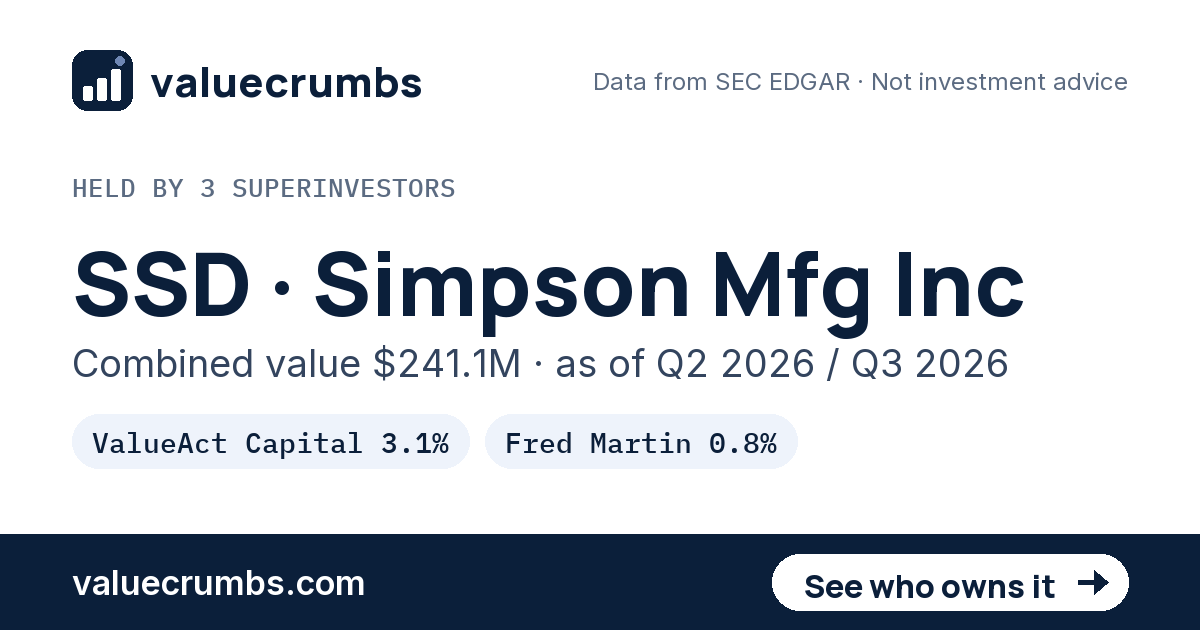 valuecrumbs
Data from SEC EDGAR · Not investment advice
HELD BY 3 SUPERINVESTORS
SSD · Simpson Mfg Inc
Combined value $241.1M · as of Q2 2026 / Q3 2026
ValueAct Capital 3.1%
Fred Martin 0.8%
valuecrumbs.com
See who owns it →